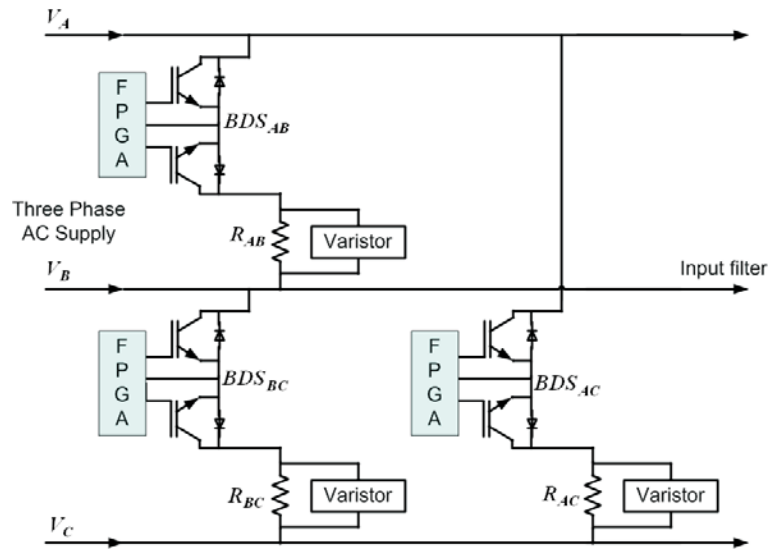 V_A
F
P
G
A
BDS_AB
Three Phase
AC Supply
R_AB
Varistor
V_B
Input filter
F
P
G
A
BDS_BC
F
P
G
A
BDS_AC
R_BC
Varistor
R_AC
Varistor
V_C